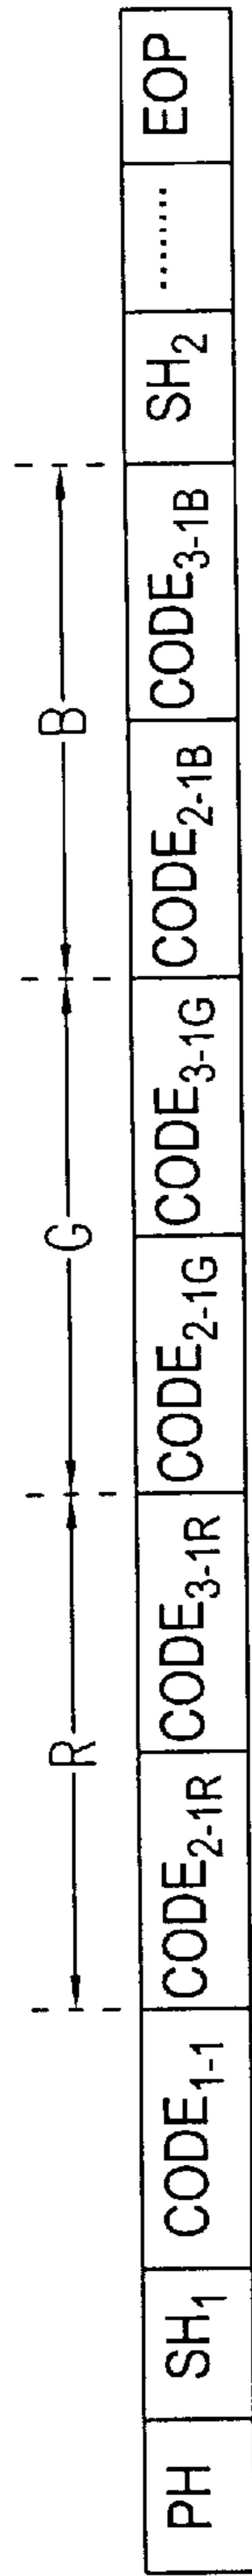 R G B
PH SH₁ CODE₁₋₁ CODE₂₋₁R CODE₃₋₁R CODE₂₋₁G CODE₃₋₁G CODE₂₋₁B CODE₃₋₁B SH₂ ........ EOP